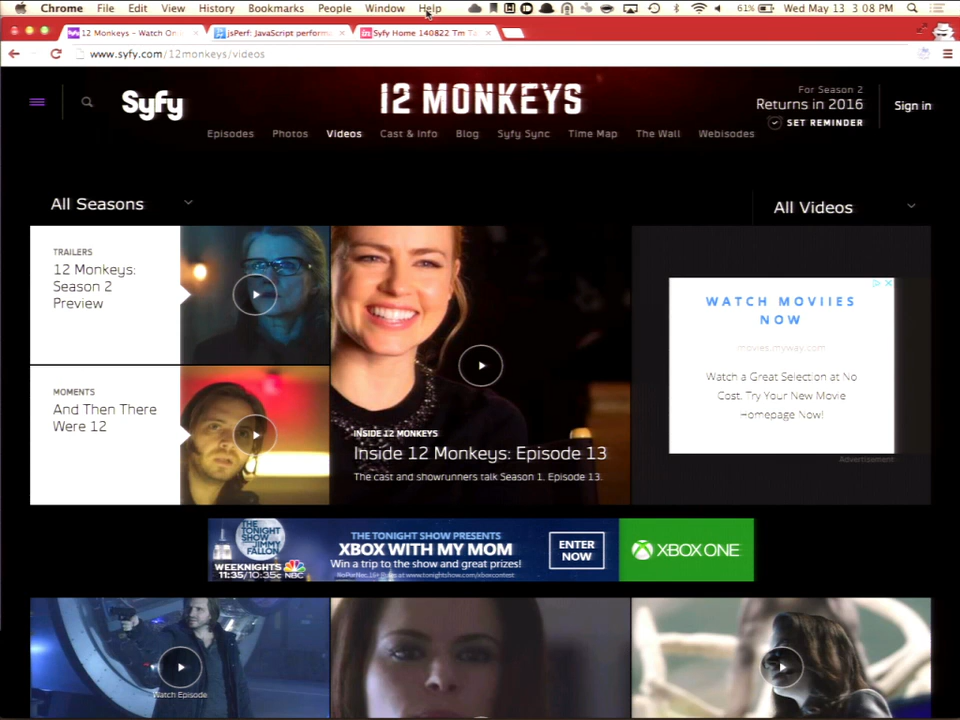 Chrome File Edit View History Bookmarks People Window Help 61% Wed May 13 3:08 PM
12 Monkeys - Watch On jsPerf: JavaScript perform Syfy Home 140822 Tm Ta
www.syfy.com/12monkeys/videos
Syfy
12 MONKEYS
For Season 2
Returns in 2016
SET REMINDER
Sign in
Episodes Photos Videos Cast & Info Blog Syfy Sync Time Map The Wall Webisodes
All Seasons
All Videos
TRAILERS
12 Monkeys:
Season 2
Preview
MOMENTS
And Then There
Were 12
INSIDE 12 MONKEYS
Inside 12 Monkeys: Episode 13
The cast and showrunners talk Season 1, Episode 13.
WATCH MOVIIES
NOW
movies.myway.com
Watch a Great Selection at No
Cost. Try Your New Movie
Homepage Now!
Advertisement
THE
TONIGHT
SHOW
JIMMY
FALLON
WEEKNIGHTS
11:35/10:35c NBC
THE TONIGHT SHOW PRESENTS
XBOX WITH MY MOM
Win a trip to the show and great prizes!
ENTER
NOW
XBOX ONE
Watch Episode